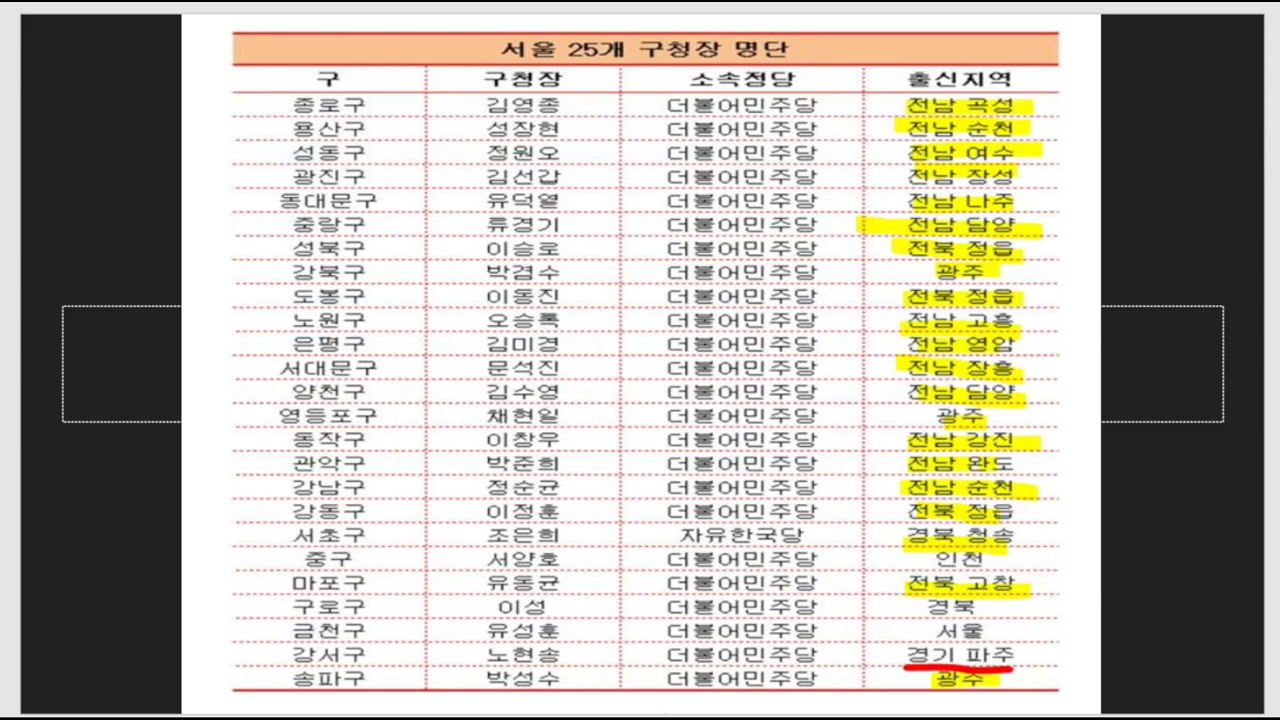 서울 25개 구청장 명단
구 구청장 소속정당 출신지역
종로구 김영종 더불어민주당 전남 곡성
용산구 성장현 더불어민주당 전남 순천
성동구 정원오 더불어민주당 전남 여수
광진구 김선갑 더불어민주당 전남 장성
동대문구 유덕열 더불어민주당 전남 나주
중랑구 류경기 더불어민주당 전남 담양
성북구 이승로 더불어민주당 전북 정읍
강북구 박겸수 더불어민주당 광주
도봉구 이동진 더불어민주당 전북 정읍
노원구 오승록 더불어민주당 전남 고흥
은평구 김미경 더불어민주당 전남 영암
서대문구 문석진 더불어민주당 전남 장흥
양천구 김수영 더불어민주당 전남 담양
영등포구 채현일 더불어민주당 광주
동작구 이창우 더불어민주당 전남 강진
관악구 박준희 더불어민주당 전남 완도
강남구 정순균 더불어민주당 전남 순천
강동구 이정훈 더불어민주당 전북 정읍
서초구 조은희 자유한국당 경북 청송
중구 서양호 더불어민주당 인천
마포구 유동균 더불어민주당 전북 고창
구로구 이성 더불어민주당 경북
금천구 유성훈 더불어민주당 서울
강서구 노현송 더불어민주당 경기 파주
송파구 박성수 더불어민주당 광주